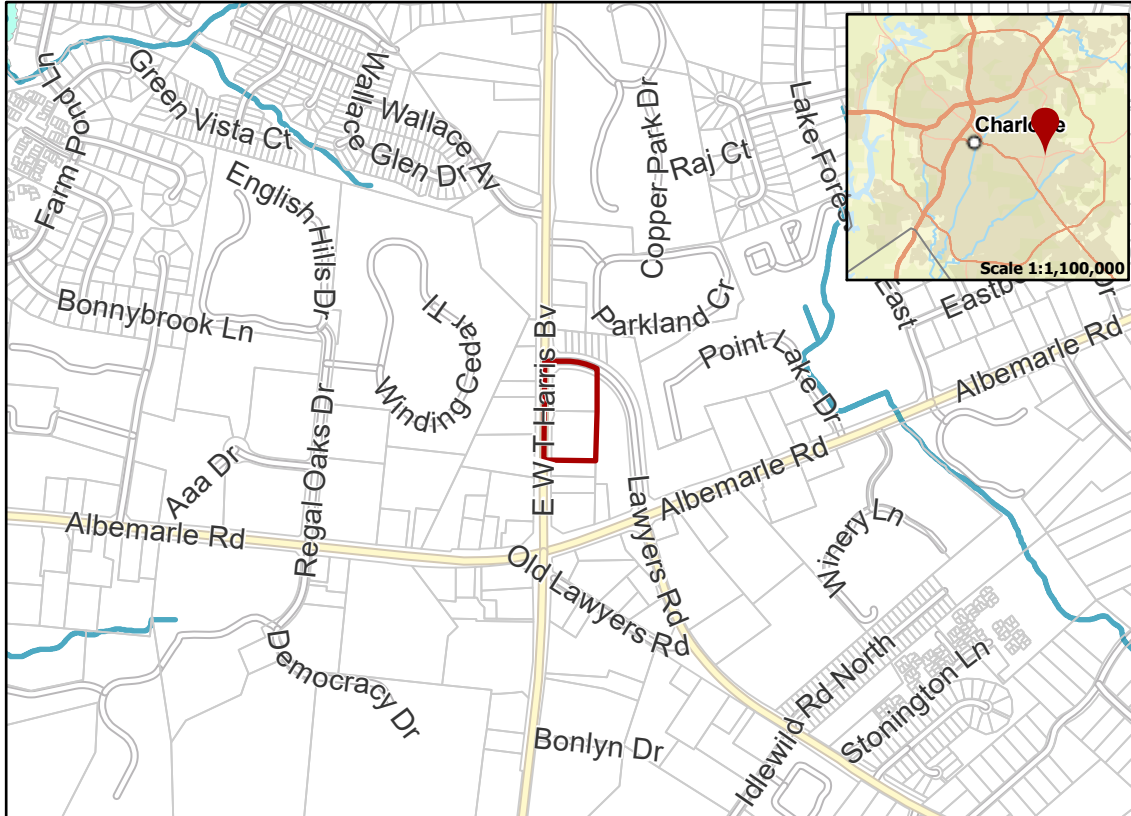 Farm Pond Ln
Green Vista Ct
Wallace Glen Dr
Wallace Av
Copper Park Dr
Raj Ct
Lake Forest
Charlotte
Scale 1:1,100,000
English Hills Dr
Bonnybrook Ln
Winding Cedar Tl
E W T Harris Bv
Parkland Cr
Point Lake Dr
East
Dr
Albemarle Rd
Aaa Dr
Regal Oaks Dr
Albemarle Rd
Albemarle Rd
Lawyers Rd
Old Lawyers Rd
Winery Ln
Democracy Dr
Bonlyn Dr
Idlewild Rd North
Stonington Ln